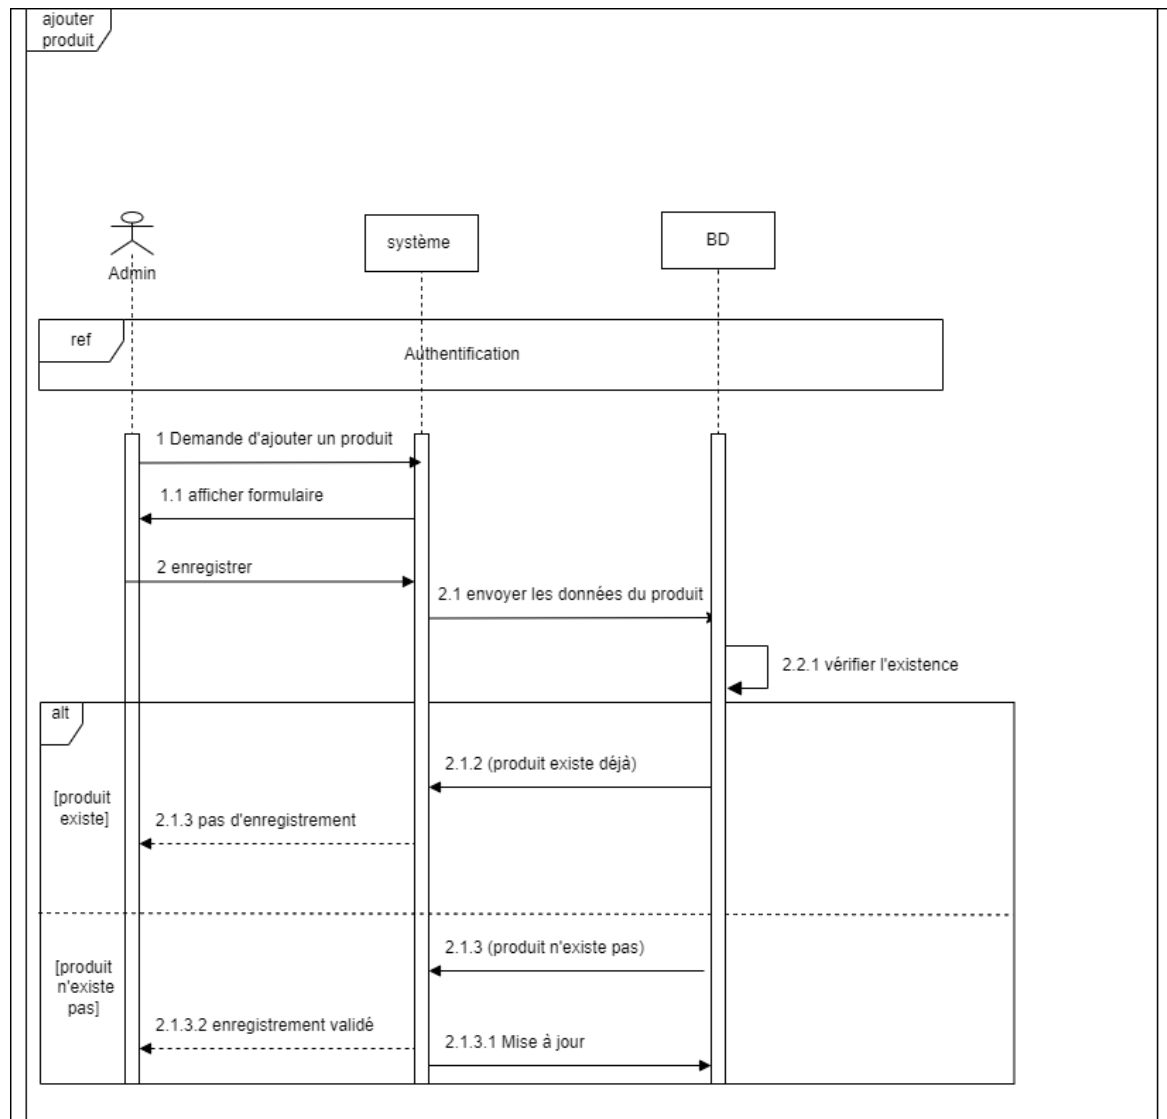 ajouter
produit
Admin
système
BD
ref
Authentification
1 Demande d'ajouter un produit
1.1 afficher formulaire
2 enregistrer
2.1 envoyer les données du produit
2.2.1 vérifier l'existence
alt
2.1.2 (produit existe déjà)
[produit
existe]
2.1.3 pas d'enregistrement
2.1.3 (produit n'existe pas)
[produit
n'existe
pas]
2.1.3.2 enregistrement validé
2.1.3.1 Mise à jour